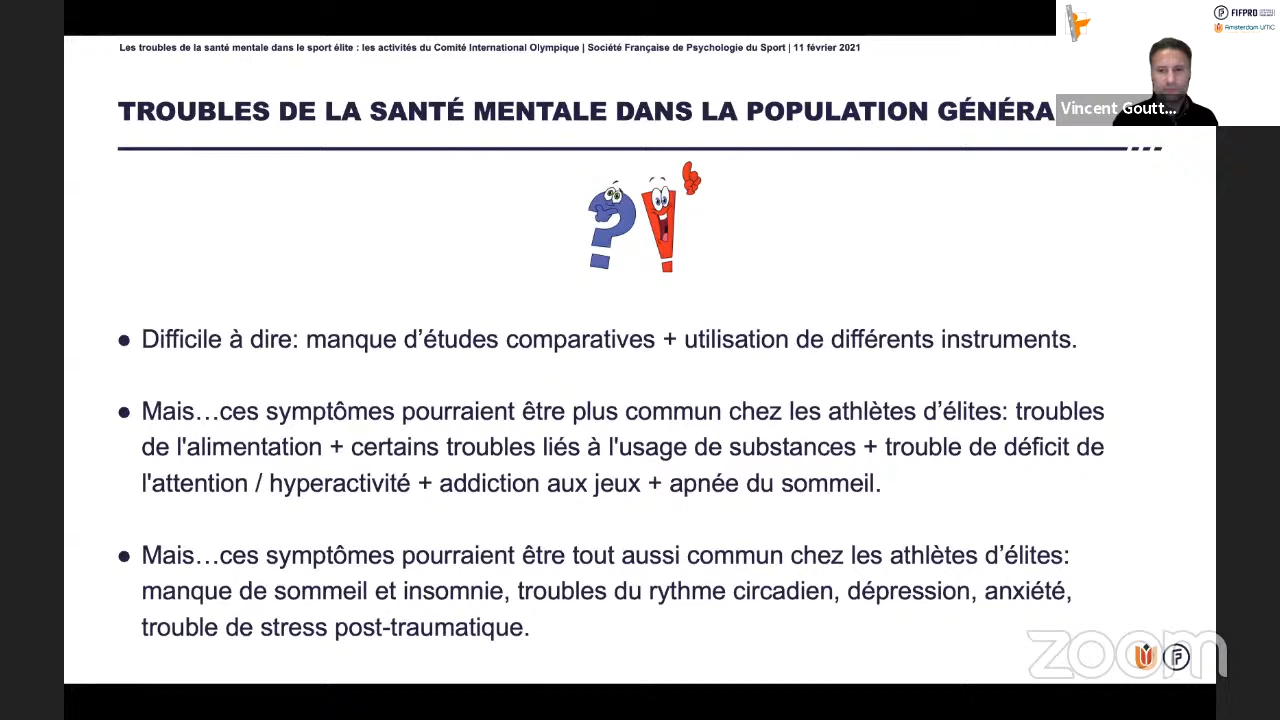 Les troubles de la santé mentale dans le sport élite : les activités du Comité International Olympique | Société Française de Psychologie du Sport | 11 février 2021
FIFPRO
Amsterdam UMC
TROUBLES DE LA SANTÉ MENTALE DANS LA POPULATION GÉNÉRA
Vincent Goutt...
● Difficile à dire: manque d’études comparatives + utilisation de différents instruments.
● Mais…ces symptômes pourraient être plus commun chez les athlètes d’élites: troubles
de l'alimentation + certains troubles liés à l'usage de substances + trouble de déficit de
l'attention / hyperactivité + addiction aux jeux + apnée du sommeil.
● Mais…ces symptômes pourraient être tout aussi commun chez les athlètes d’élites:
manque de sommeil et insomnie, troubles du rythme circadien, dépression, anxiété,
trouble de stress post-traumatique.
zoom